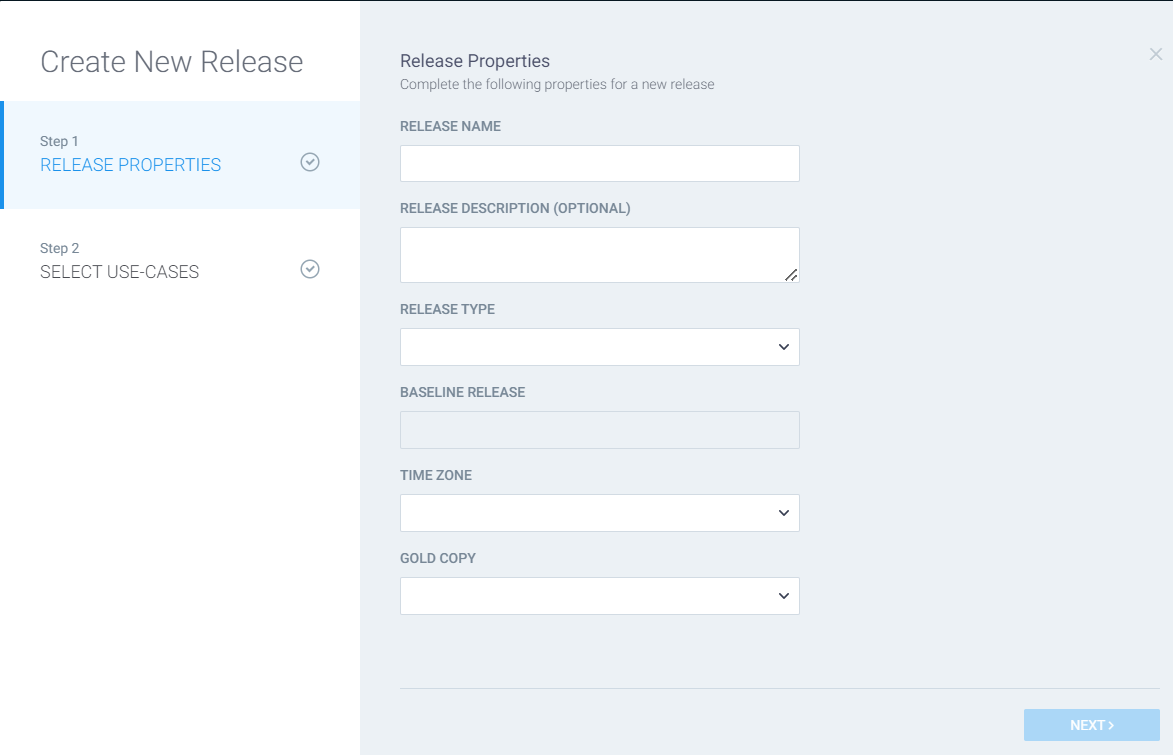 Create New Release
Step 1
RELEASE PROPERTIES
Step 2
SELECT USE-CASES
Release Properties
Complete the following properties for a new release
RELEASE NAME
RELEASE DESCRIPTION (OPTIONAL)
RELEASE TYPE
BASELINE RELEASE
TIME ZONE
GOLD COPY
NEXT